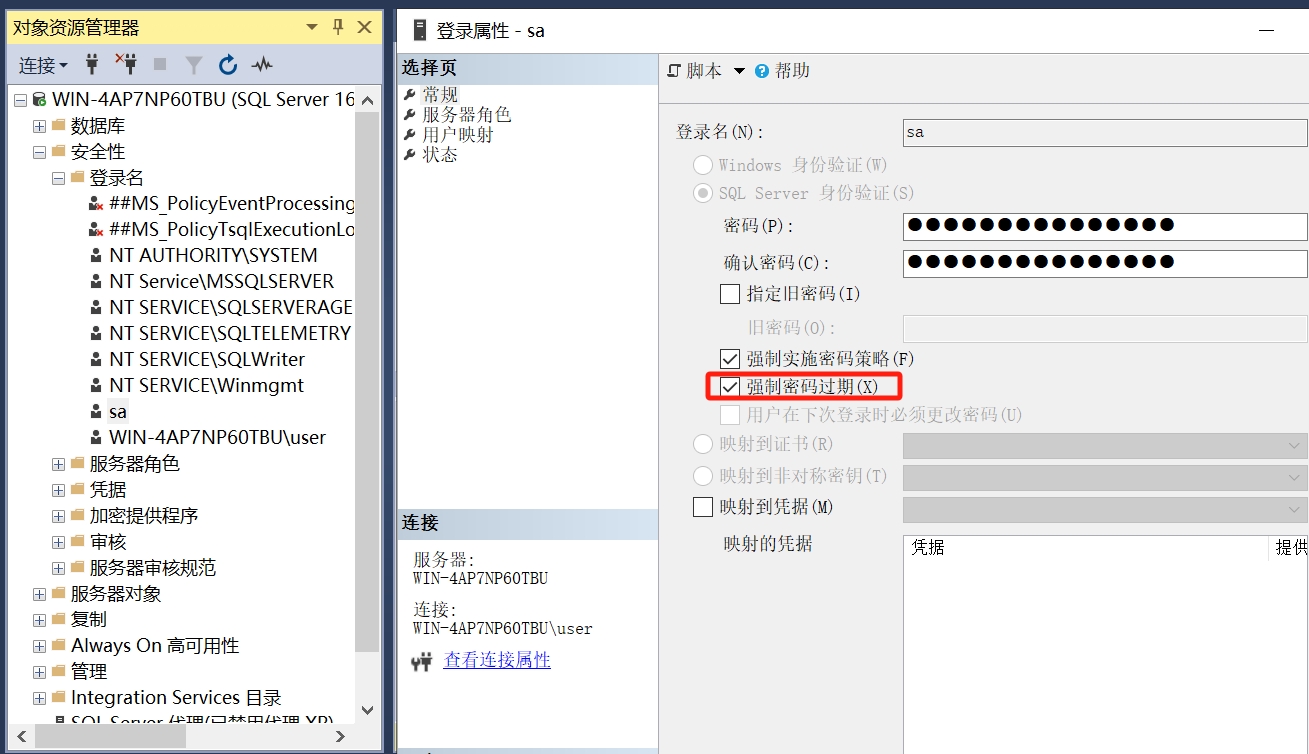 对象资源管理器
连接
WIN-4AP7NP60TBU (SQL Server 16
数据库
安全性
登录名
##MS_PolicyEventProcessing
##MS_PolicyTsqlExecutionLo
NT AUTHORITY\SYSTEM
NT Service\MSSQLSERVER
NT SERVICE\SQLSERVERAGE
NT SERVICE\SQLTELEMETRY
NT SERVICE\SQLWriter
NT SERVICE\Winmgmt
sa
WIN-4AP7NP60TBU\user
服务器角色
凭据
加密提供程序
审核
服务器审核规范
服务器对象
复制
Always On 高可用性
管理
Integration Services 目录
SQL Server 代理(已禁用代理 XP)
登录属性 - sa
选择页
常规
服务器角色
用户映射
状态
连接
服务器:
WIN-4AP7NP60TBU
连接:
WIN-4AP7NP60TBU\user
查看连接属性
脚本
帮助
登录名(N):
sa
Windows 身份验证(W)
SQL Server 身份验证(S)
密码(P):
●●●●●●●●●●●●●●●
确认密码(C):
●●●●●●●●●●●●●●●
指定旧密码(I)
旧密码(O):
强制实施密码策略(F)
强制密码过期(X)
用户在下次登录时必须更改密码(U)
映射到证书(R)
映射到非对称密钥(T)
映射到凭据(M)
映射的凭据
凭据
提供